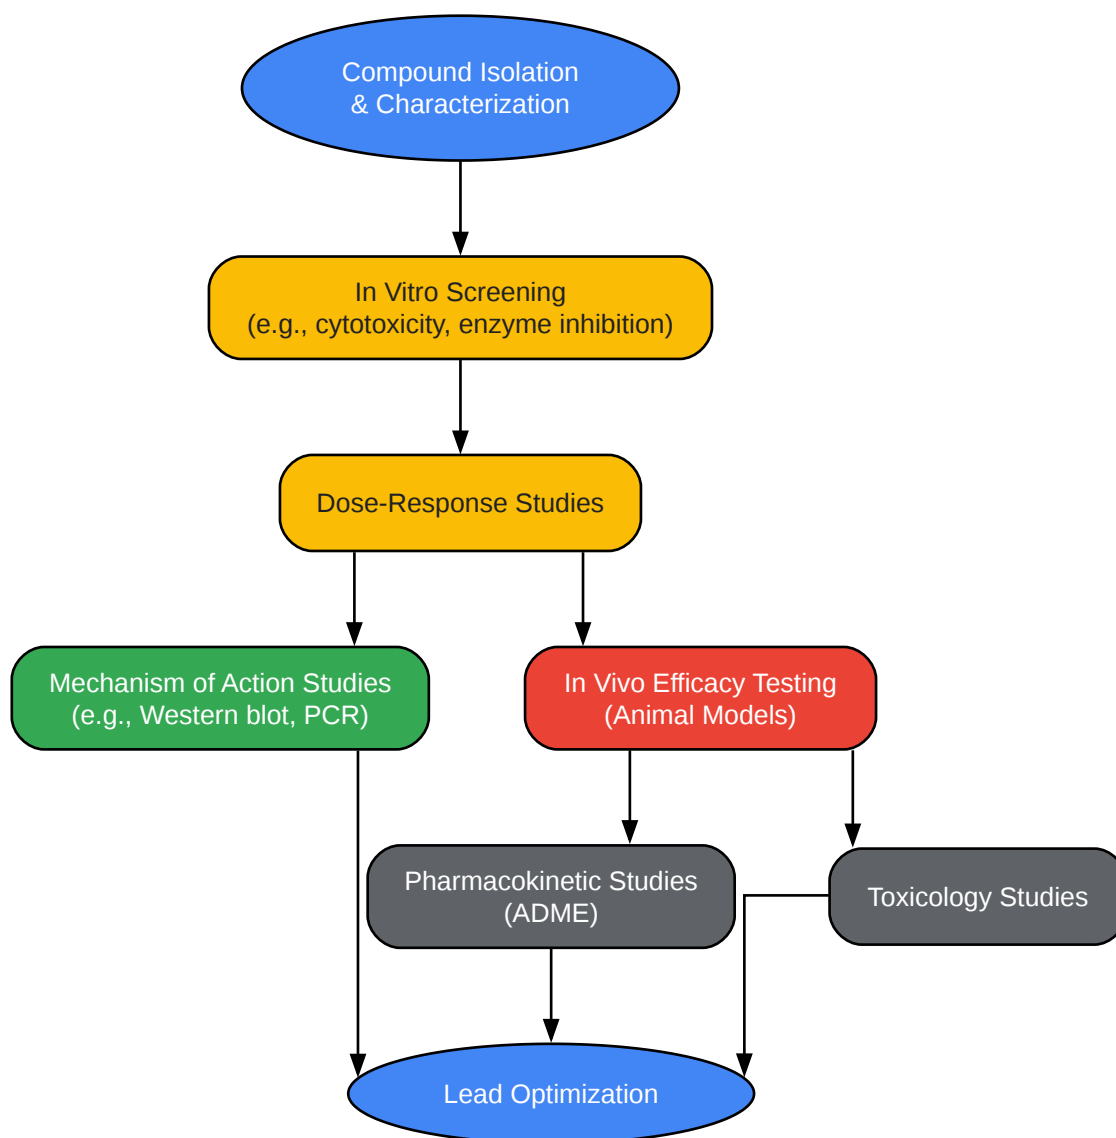 Compound Isolation
& Characterization
In Vitro Screening
(e.g., cytotoxicity, enzyme inhibition)
Dose-Response Studies
Mechanism of Action Studies
(e.g., Western blot, PCR)
In Vivo Efficacy Testing
(Animal Models)
Pharmacokinetic Studies
(ADME)
Toxicology Studies
Lead Optimization